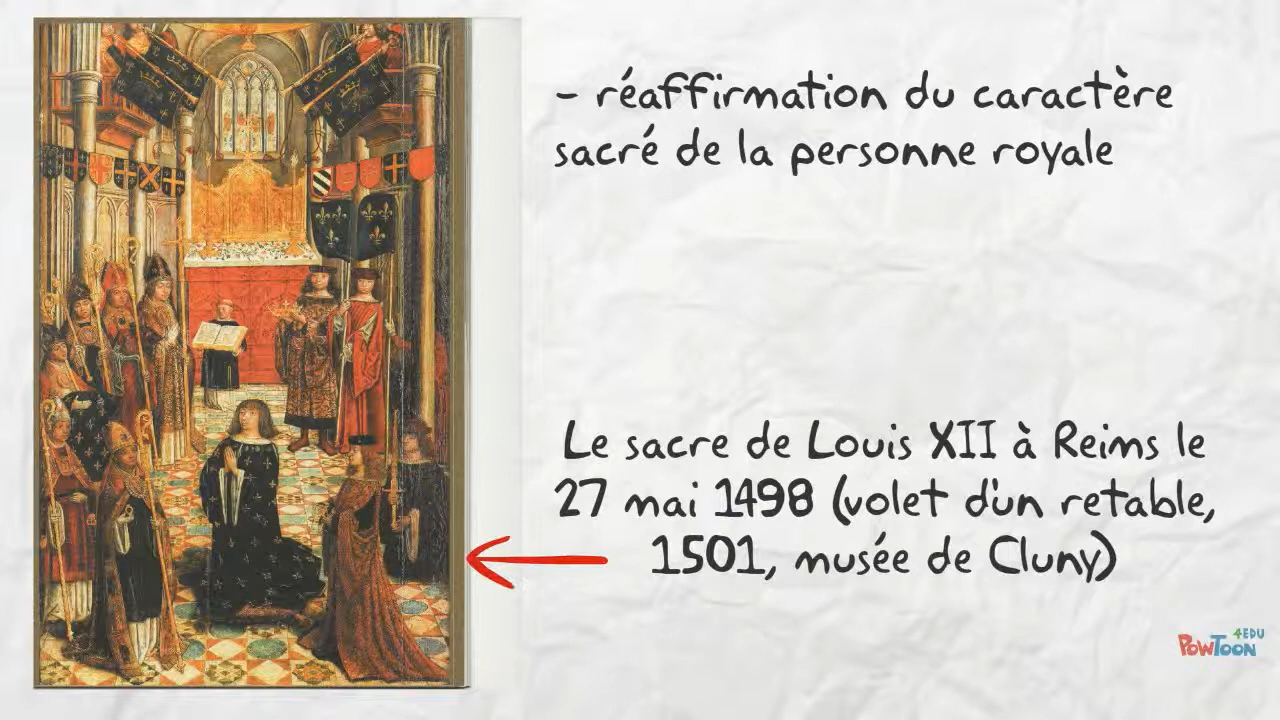 - réaffirmation du caractère
sacré de la personne royale
Le sacre de Louis XII à Reims le
27 mai 1498 (volet d'un retable,
1501, musée de Cluny)
4EDU
POWTOON